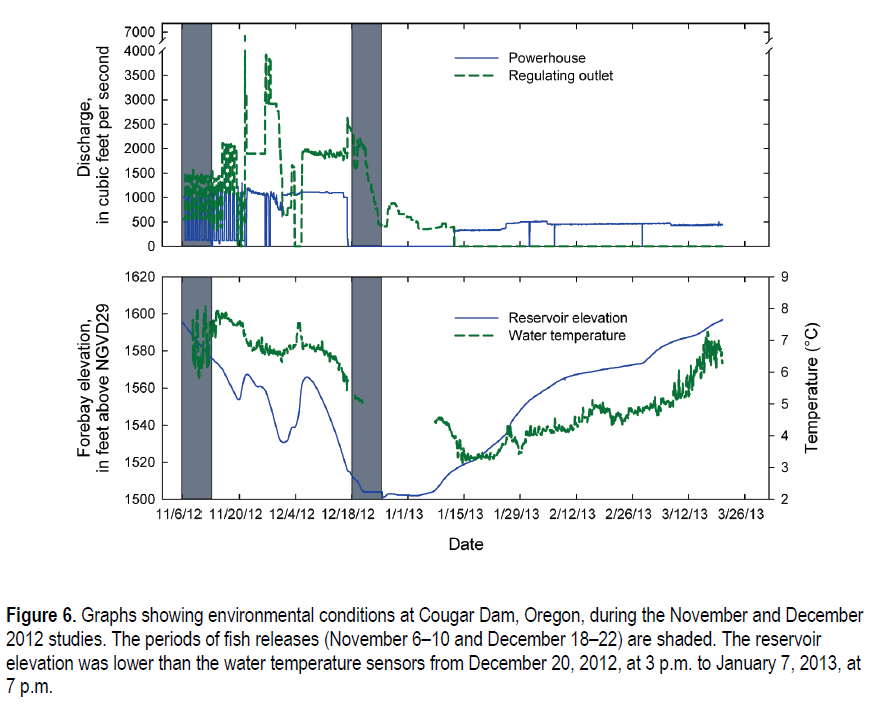 7000
4000
3500
3000
2500
2000
1500
1000
500
0
Discharge,
in cubic feet per second
Powerhouse
Regulating outlet
1620
1600
1580
1560
1540
1520
1500
Forebay elevation,
in feet above NGVD29
Reservoir elevation
Water temperature
9
8
7
6
5
4
3
2
Temperature (°C)
11/6/12 11/20/12 12/4/12 12/18/12 1/1/13 1/15/13 1/29/13 2/12/13 2/26/13 3/12/13 3/26/13
Date
Figure 6. Graphs showing environmental conditions at Cougar Dam, Oregon, during the November and December
2012 studies. The periods of fish releases (November 6–10 and December 18–22) are shaded. The reservoir
elevation was lower than the water temperature sensors from December 20, 2012, at 3 p.m. to January 7, 2013, at
7 p.m.